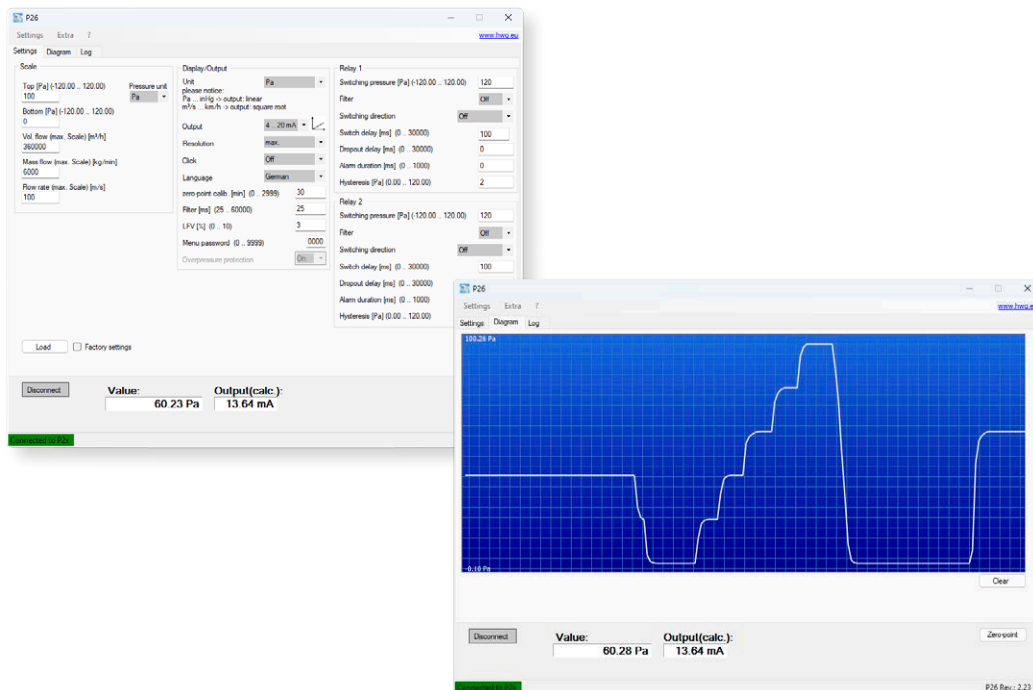 P26
Settings Extra ?
www.hwg.eu
Settings Diagram Log
Scale
Top [Pa] (-120.00 .. 120.00) Pressure unit
100 Pa
Bottom [Pa] (-120.00 .. 120.00)
0
Vol. flow (max. Scale) [m³/h]
360000
Mass flow (max. Scale) [kg/min]
6000
Flow rate (max. Scale) [m/s]
100
Display/Output
Unit Pa
please notice:
Pa ... inHg -> output: linear
m³/s ... km/h -> output: square root
Output 4 .. 20 mA
Resolution max.
Click Off
Language German
zero-point calib. [min] (0 .. 2999) 30
Filter [ms] (25 .. 60000) 25
LFV [%] (0 .. 10) 3
Menu password (0 .. 9999) 0000
Overpressure protection On
Relay 1
Switching pressure [Pa] (-120.00 .. 120.00) 120
Filter Off
Switching direction Off
Switch delay [ms] (0 .. 30000) 100
Dropout delay [ms] (0 .. 30000) 0
Alarm duration [ms] (0 .. 1000) 0
Hysteresis [Pa] (0.00 .. 120.00) 2
Relay 2
Switching pressure [Pa] (-120.00 .. 120.00) 120
Filter Off
Switching direction Off
Switch delay [ms] (0 .. 30000) 100
Dropout delay [ms] (0 .. 30000)
Alarm duration [ms] (0 .. 1000)
Hysteresis [Pa] (0.00 .. 120.00)
Load Factory settings
Disconnect
Value: Output(calc.):
60.23 Pa 13.64 mA
Connected to P2x
P26
Settings Extra ?
www.hwg.e
Settings Diagram Log
100.26 Pa
-0.10 Pa
Clear
Disconnect
Value: Output(calc.):
60.28 Pa 13.64 mA
Zero-point
Connected to P2x
P26 Rev.: 2.23